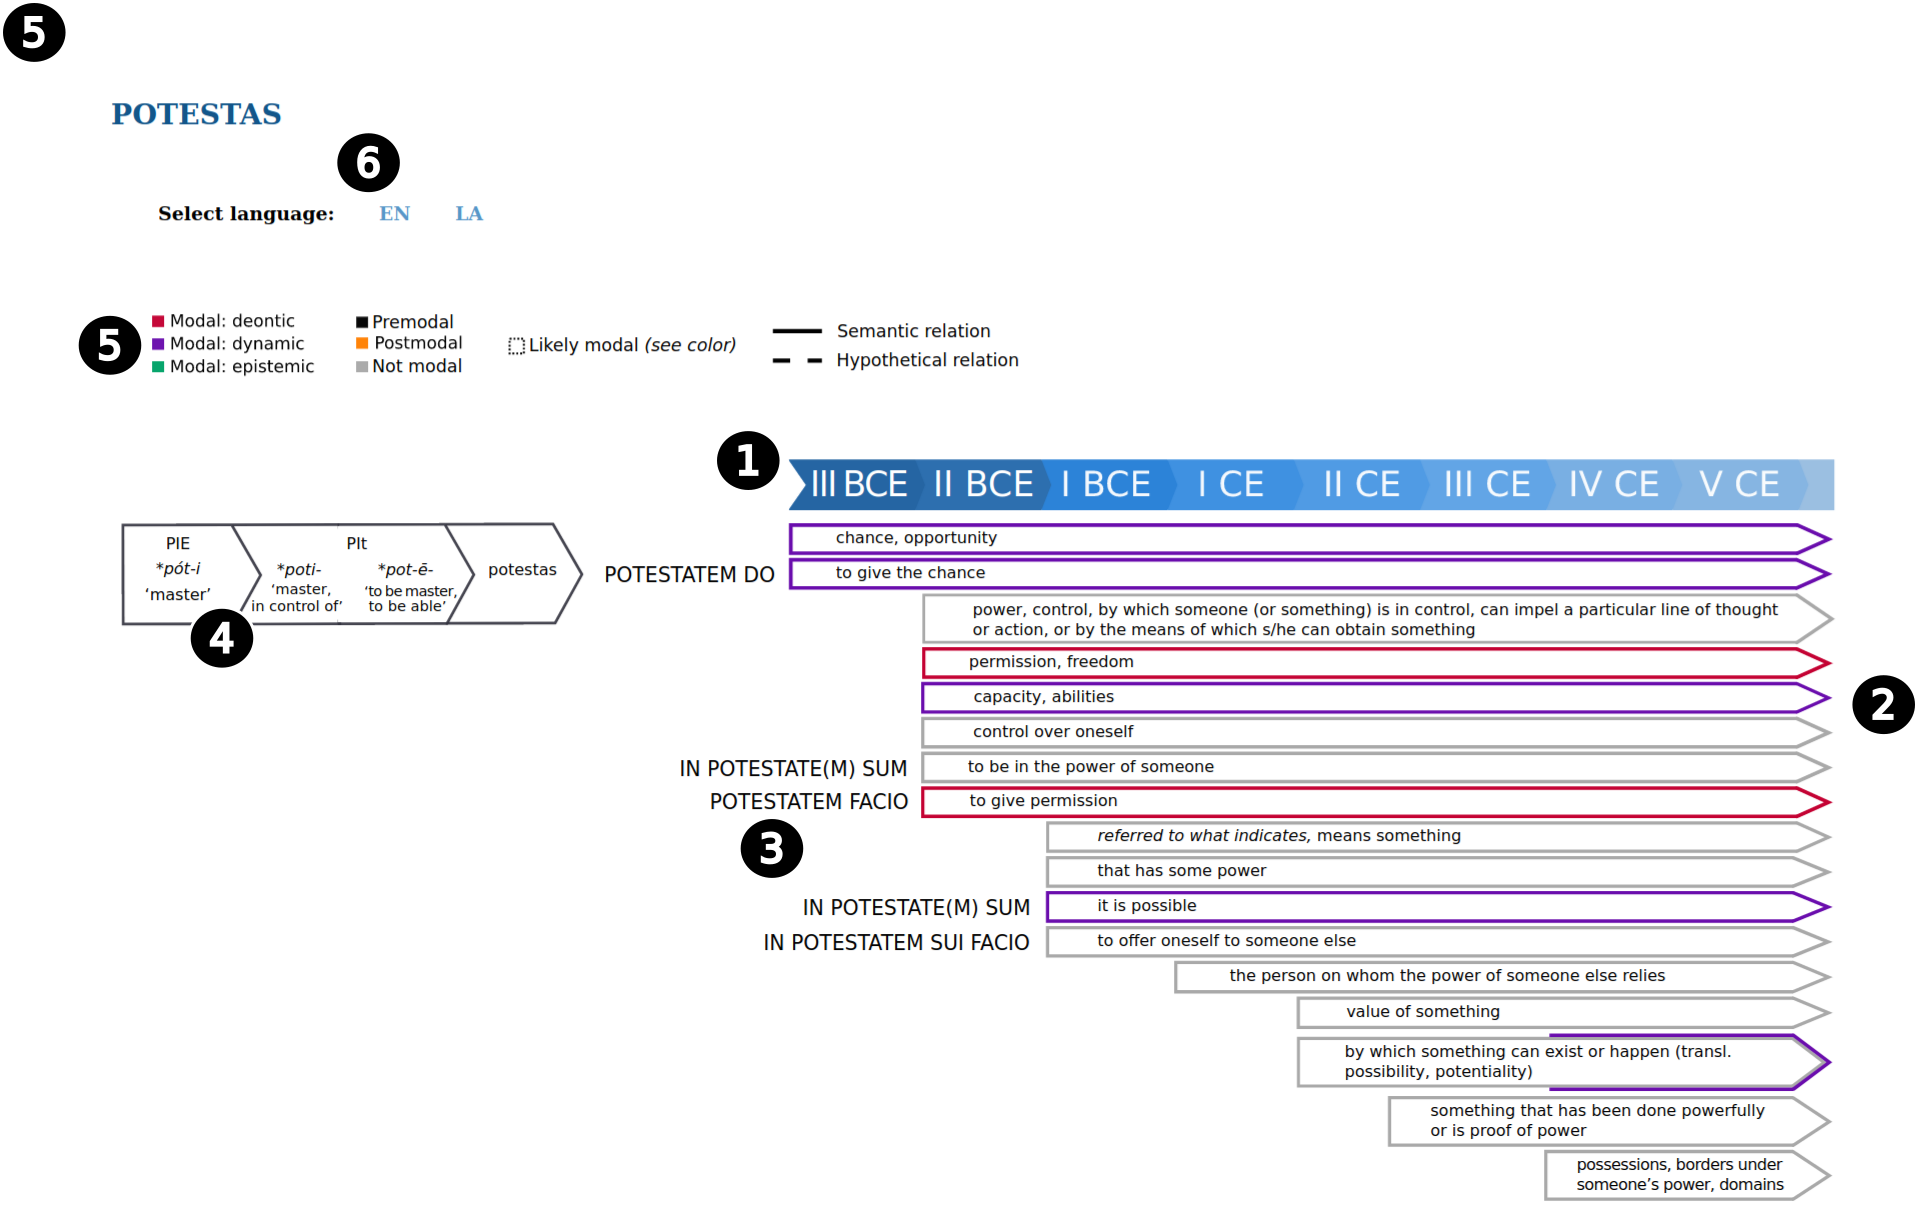 5
POTESTAS
6
Select language: EN LA
5
Modal: deontic
Modal: dynamic
Modal: epistemic
Premodal
Postmodal
Not modal
Likely modal (see color)
Semantic relation
Hypothetical relation
1
III BCE II BCE I BCE I CE II CE III CE IV CE V CE
PIE
*pót-i
‘master’
PIt
*poti-
‘master,
in control of’
*pot-ē-
‘to be master,
to be able’
potestas
4
chance, opportunity
POTESTATEM DO to give the chance
power, control, by which someone (or something) is in control, can impel a particular line of thought
or action, or by the means of which s/he can obtain something
permission, freedom
capacity, abilities
2
control over oneself
IN POTESTATE(M) SUM to be in the power of someone
POTESTATEM FACIO to give permission
3
referred to what indicates, means something
that has some power
IN POTESTATE(M) SUM it is possible
IN POTESTATEM SUI FACIO to offer oneself to someone else
the person on whom the power of someone else relies
value of something
by which something can exist or happen (transl.
possibility, potentiality)
something that has been done powerfully
or is proof of power
possessions, borders under
someone’s power, domains